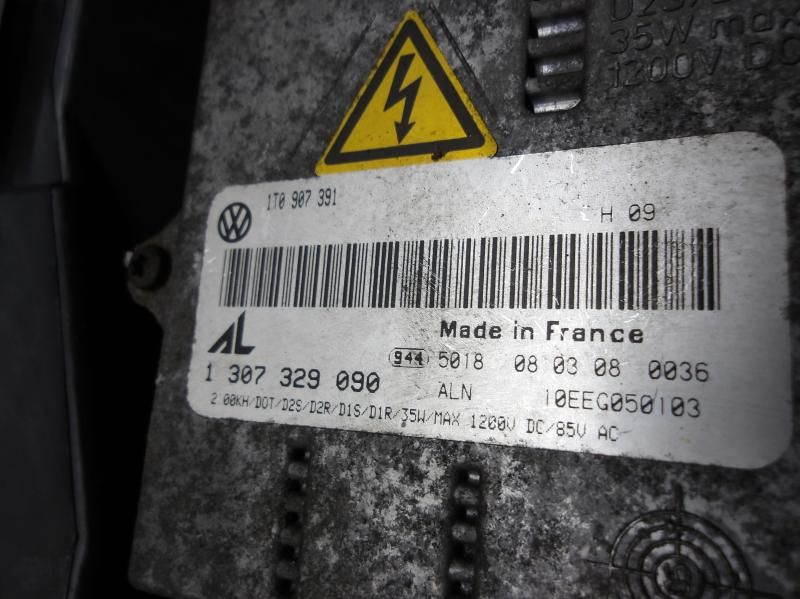 35W max
1200V DC
1T0 907 391
H 09
Made in France
AL
944 5018 08 03 08 0036
1 307 329 090
ALN 10EEG050103
2.00KH/DOT/D2S/D2R/D1S/D1R/35W/MAX 1200V DC/85V AC